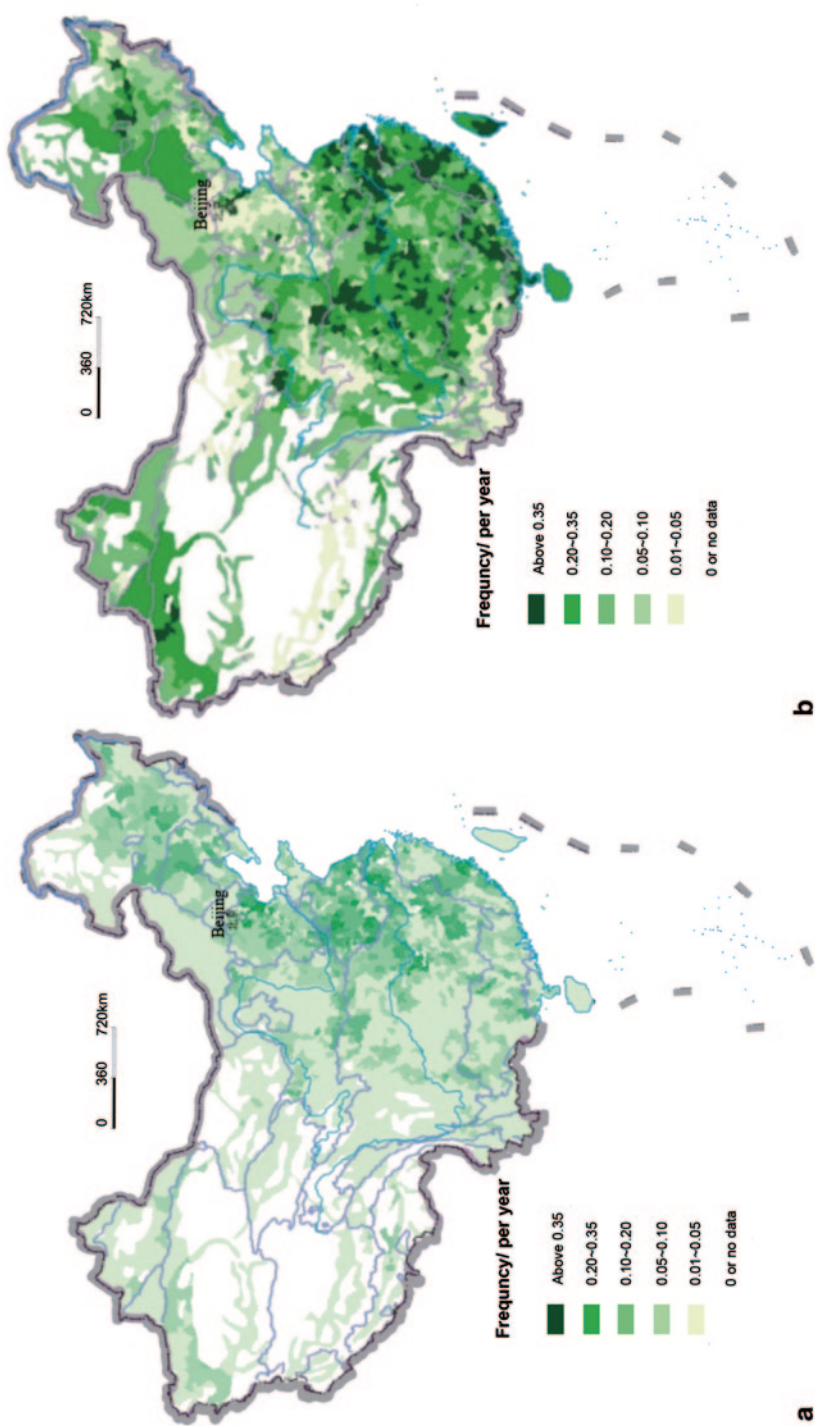 0 360 720km
Beijing
北京
Frequncy/ per year
Above 0.35
0.20~0.35
0.10~0.20
0.05~0.10
0.01~0.05
0 or no data
a
0 360 720km
Beijing
Frequncy/ per year
Above 0.35
0.20~0.35
0.10~0.20
0.05~0.10
0.01~0.05
0 or no data
b